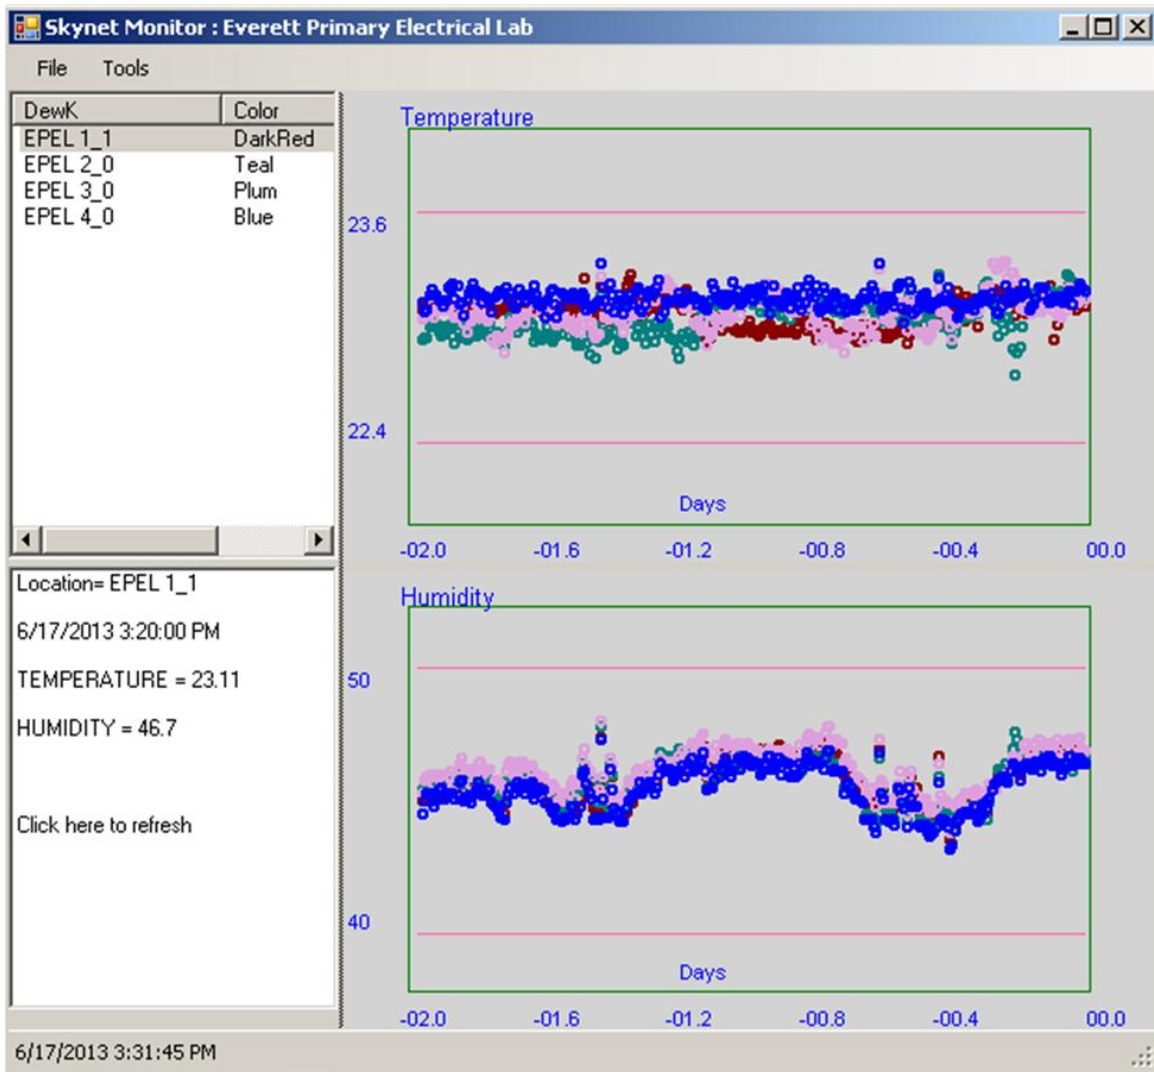 Skynet Monitor : Everett Primary Electrical Lab
File Tools
DewK Color
EPEL 1_1 DarkRed
EPEL 2_0 Teal
EPEL 3_0 Plum
EPEL 4_0 Blue
Location= EPEL 1_1
6/17/2013 3:20:00 PM
TEMPERATURE = 23.11
HUMIDITY = 46.7
Click here to refresh
Temperature
23.6
22.4
Days
-02.0 -01.6 -01.2 -00.8 -00.4 00.0
Humidity
50
40
Days
-02.0 -01.6 -01.2 -00.8 -00.4 00.0
6/17/2013 3:31:45 PM